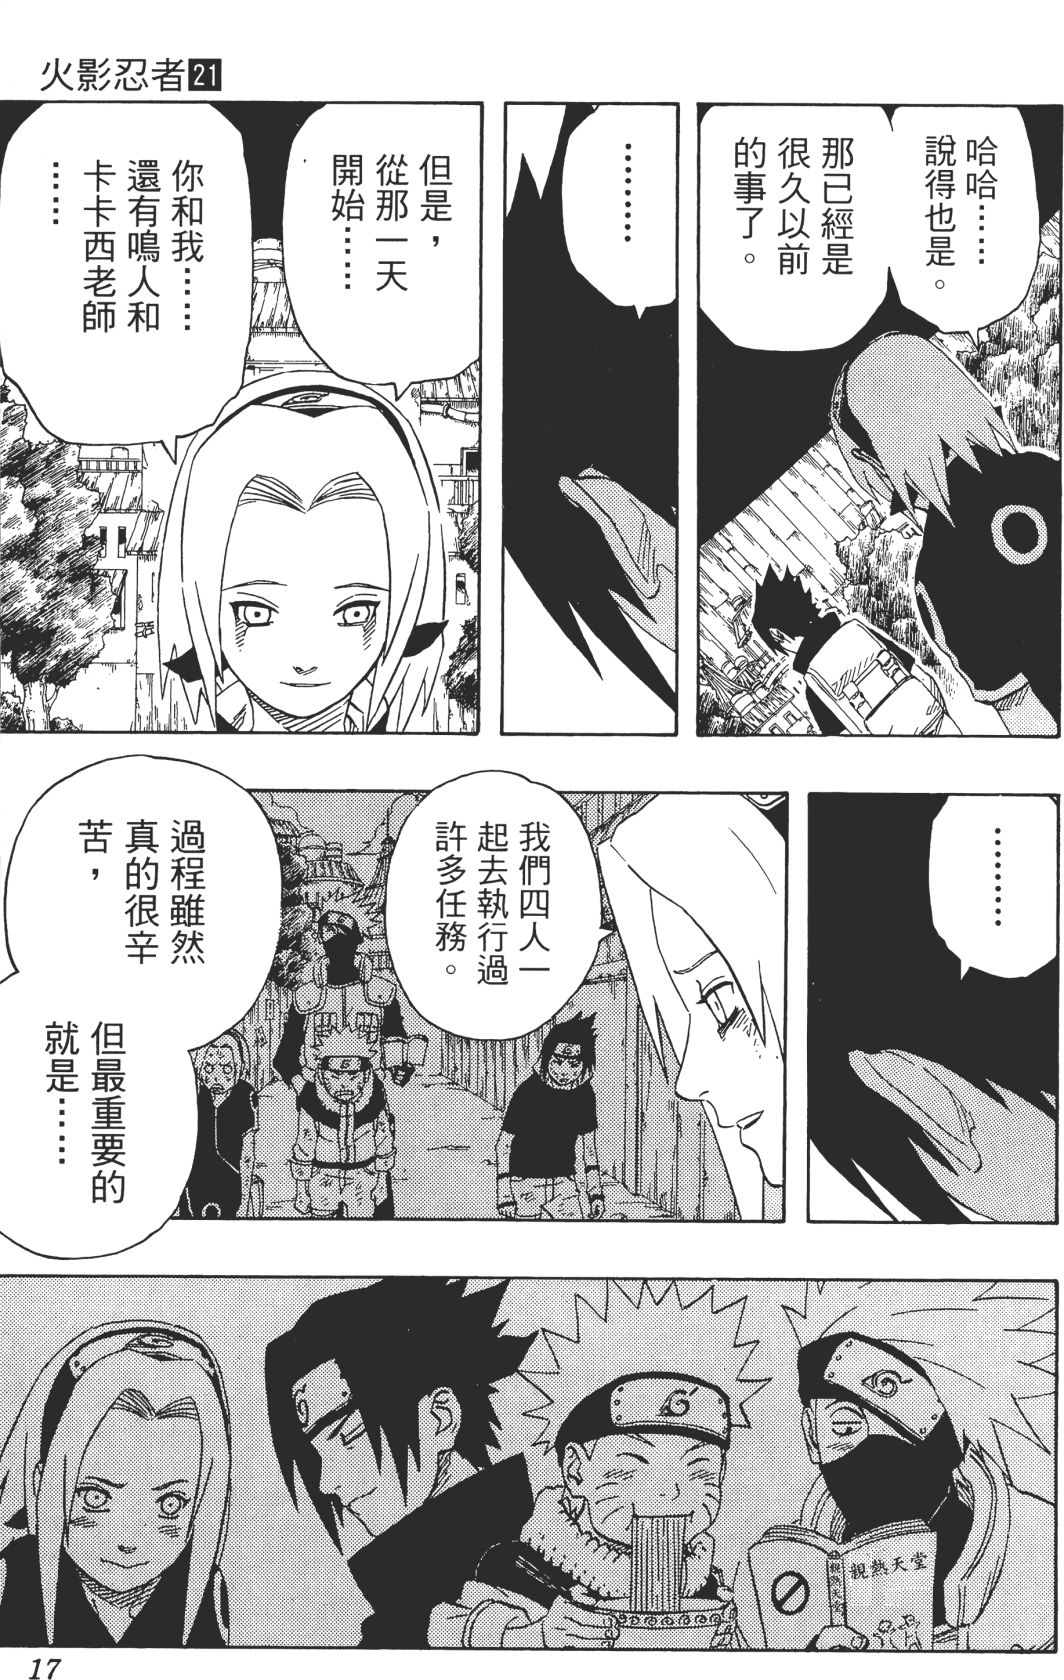 火影忍者21
哈哈……
說得也是。
那已經是
很久以前
的事了。
………
但是，
從那一天
開始……
你和我……
還有鳴人和
卡卡西老師
……
………
我們四人一
起去執行過
許多任務。
過程雖然
真的很辛
苦，
但最重要的
就是……
親熱天堂
親熱天堂
17